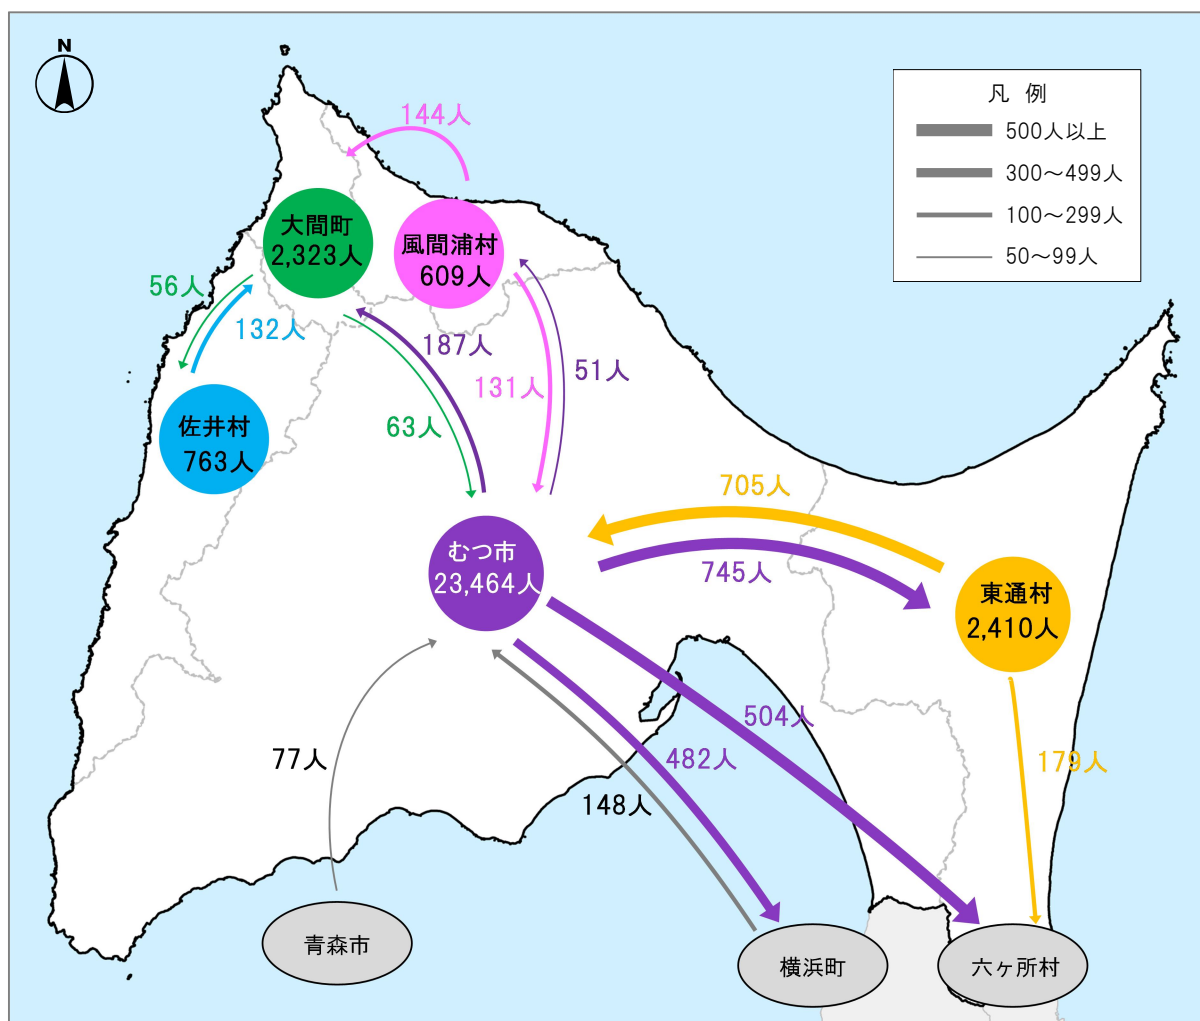 N
凡 例
500人以上
300～499人
100～299人
50～99人
144人
大間町
2,323人
風間浦村
609人
56人
132人
187人
131人
51人
63人
佐井村
763人
705人
745人
むつ市
23,464人
東通村
2,410人
504人
482人
77人
148人
179人
青森市
横浜町
六ヶ所村